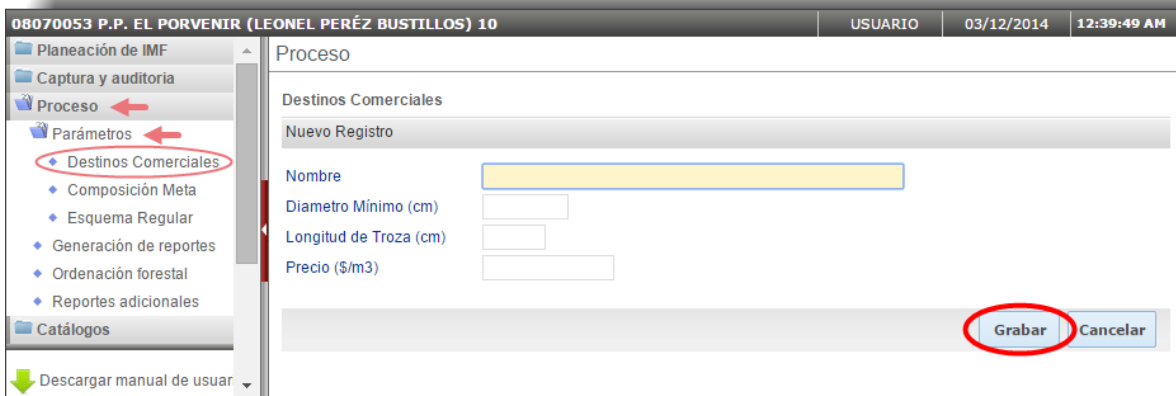 08070053 P.P. EL PORVENIR (LEONEL PERÉZ BUSTILLOS) 10 USUARIO 03/12/2014 12:39:49 AM
Planeación de IMF
Captura y auditoria
Proceso
Parámetros
Destinos Comerciales
Composición Meta
Esquema Regular
Generación de reportes
Ordenación forestal
Reportes adicionales
Catálogos
Descargar manual de usuar
Proceso
Destinos Comerciales
Nuevo Registro
Nombre
Diametro Mínimo (cm)
Longitud de Troza (cm)
Precio ($/m3)
Grabar Cancelar